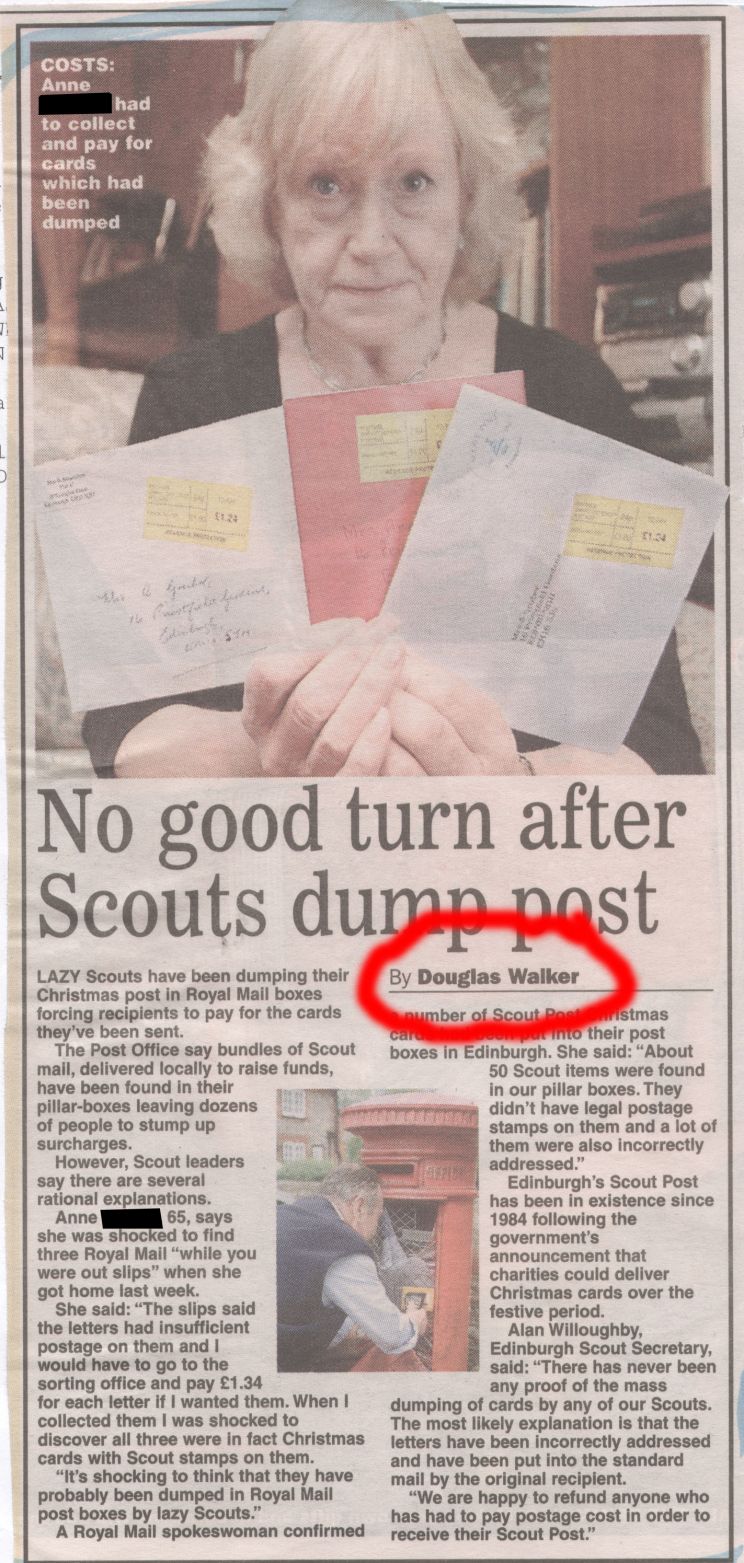 COSTS:
Anne
had
to collect
and pay for
cards
which had
been
dumped
£1.24
REVENUE PROTECTION
£1.24
REVENUE PROTECTION
Edinburgh
No good turn after
Scouts dump post
LAZY Scouts have been dumping their
Christmas post in Royal Mail boxes
forcing recipients to pay for the cards
they've been sent.
The Post Office say bundles of Scout
mail, delivered locally to raise funds,
have been found in their
pillar-boxes leaving dozens
of people to stump up
surcharges.
However, Scout leaders
say there are several
rational explanations.
Anne 65, says
she was shocked to find
three Royal Mail “while you
were out slips” when she
got home last week.
She said: “The slips said
the letters had insufficient
postage on them and I
would have to go to the
sorting office and pay £1.34
for each letter if I wanted them. When I
collected them I was shocked to
discover all three were in fact Christmas
cards with Scout stamps on them.
“It's shocking to think that they have
probably been dumped in Royal Mail
post boxes by lazy Scouts.”
A Royal Mail spokeswoman confirmed
By Douglas Walker
a number of Scout Post Christmas
cards had been put into their post
boxes in Edinburgh. She said: “About
50 Scout items were found
in our pillar boxes. They
didn't have legal postage
stamps on them and a lot of
them were also incorrectly
addressed.”
Edinburgh's Scout Post
has been in existence since
1984 following the
government's
announcement that
charities could deliver
Christmas cards over the
festive period.
Alan Willoughby,
Edinburgh Scout Secretary,
said: “There has never been
any proof of the mass
dumping of cards by any of our Scouts.
The most likely explanation is that the
letters have been incorrectly addressed
and have been put into the standard
mail by the original recipient.
“We are happy to refund anyone who
has had to pay postage cost in order to
receive their Scout Post.”